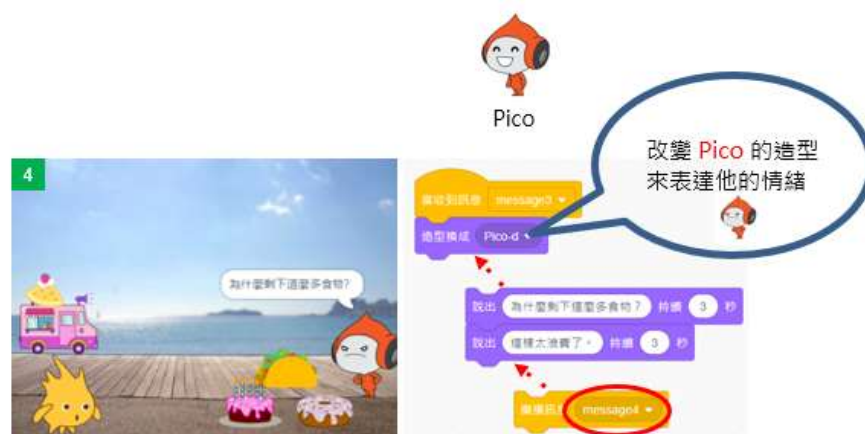 Pico
改變 Pico 的造型
來表達他的情緒
4
為什麼剩下這麼多食物?
當收到訊息 message3
造型換成 Pico-d
說出 為什麼剩下這麼多食物? 持續 3 秒
說出 這樣太浪費了。 持續 3 秒
廣播訊息 message4